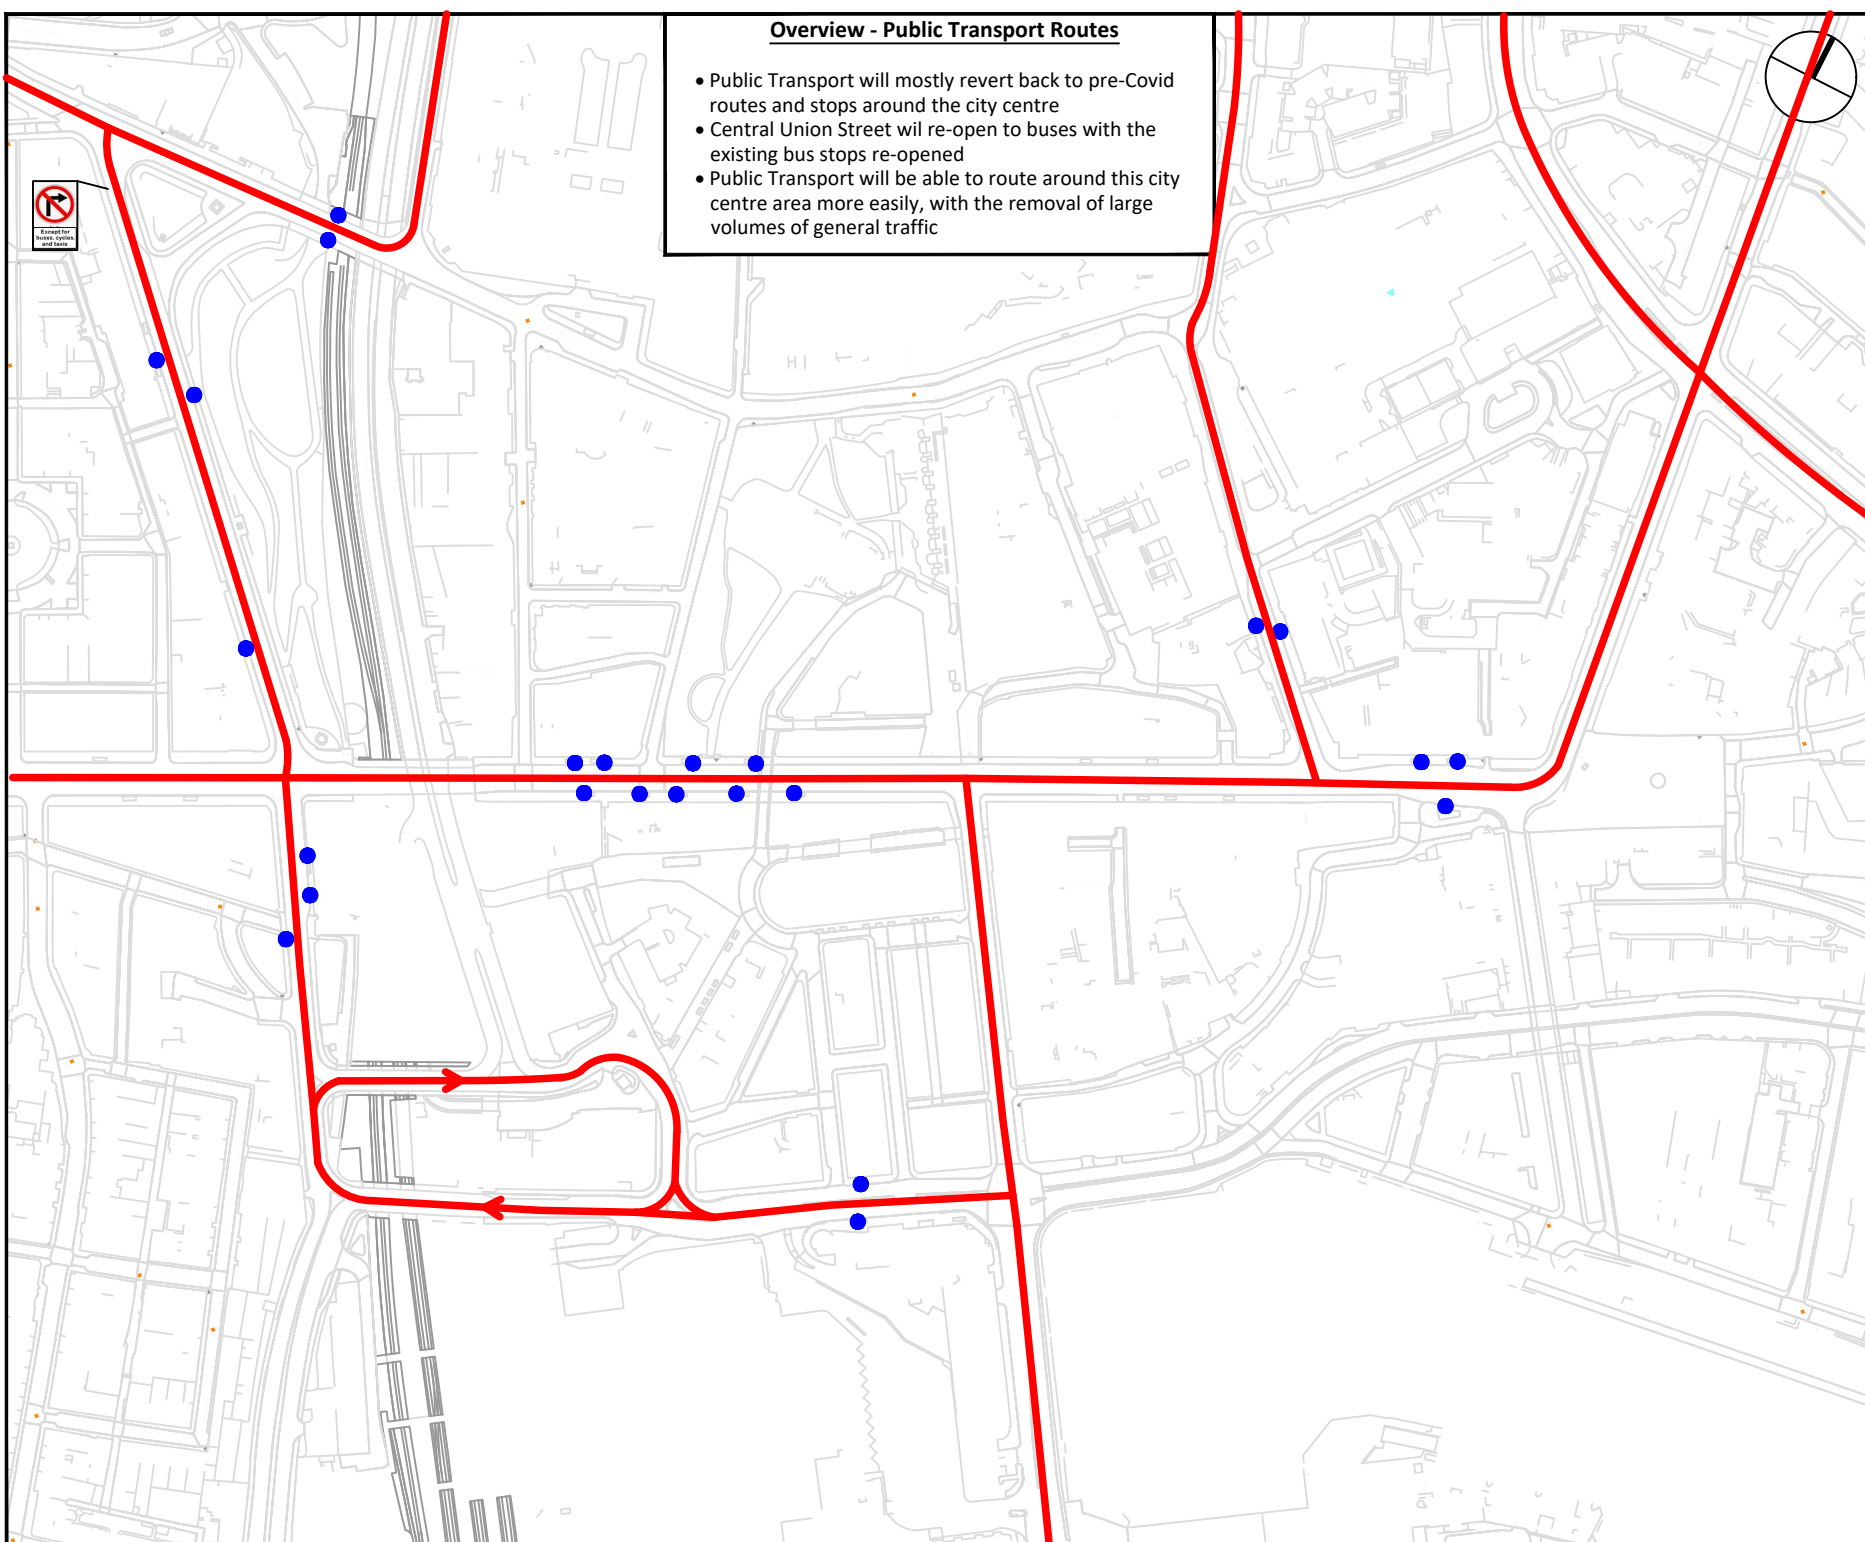 Overview - Public Transport Routes
• Public Transport will mostly revert back to pre-Covid
routes and stops around the city centre
• Central Union Street wil re-open to buses with the
existing bus stops re-opened
• Public Transport will be able to route around this city
centre area more easily, with the removal of large
volumes of general traffic
Except for
buses, cycles,
and taxis